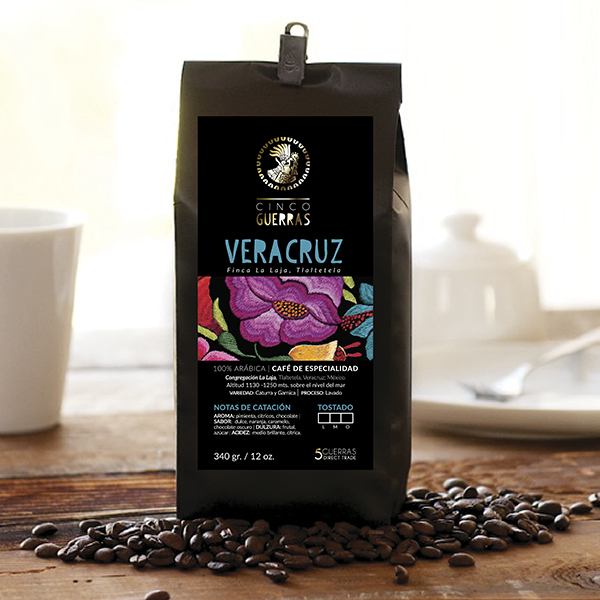 CINCO
GUERRAS
VERACRUZ
Finca La Laja, Tlaltetela
100% ARÁBICA | CAFÉ DE ESPECIALIDAD
Congregación La Laja, Tlaltetela, Veracruz, México.
Altitud 1130 -1250 mts. sobre el nivel del mar
VARIEDAD: Caturra y Garnica | PROCESO: Lavado
NOTAS DE CATACIÓN
AROMA: pimienta, cítricos, chocolate |
SABOR: dulce, naranja, caramelo,
chocolate oscuro | DULZURA: frutal,
azúcar | ACIDEZ: medio brillante, cítrica.
TOSTADO
L M O
340 gr. / 12 oz.
5 GUERRAS
DIRECT TRADE